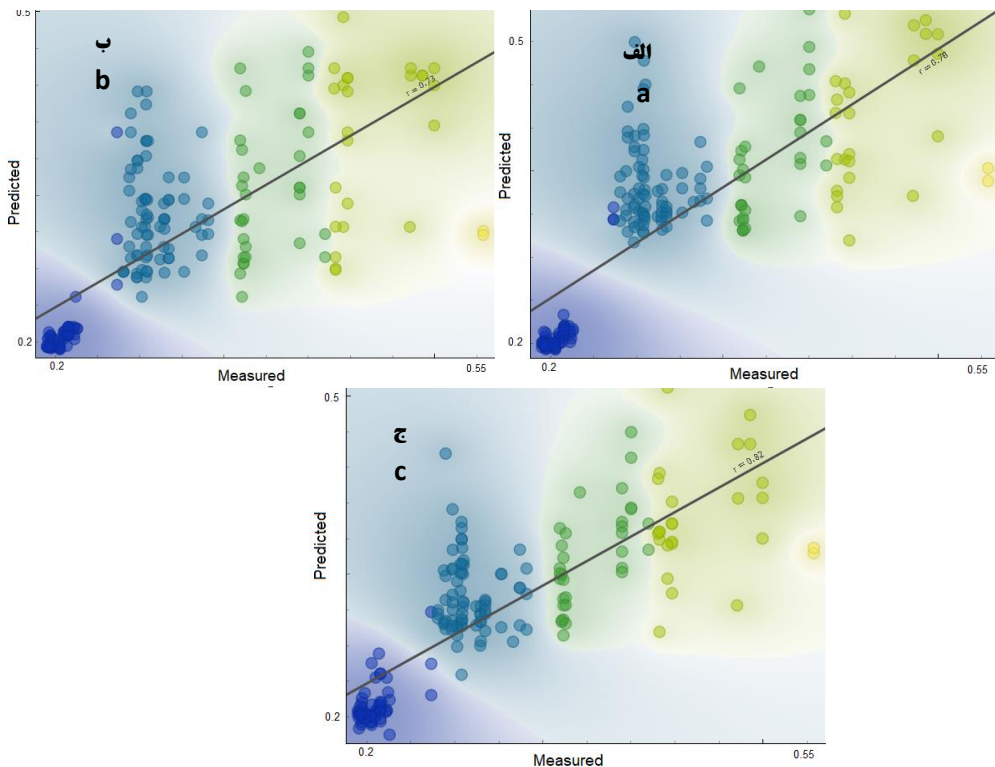 0.5
ب
b
r = 0.73
Predicted
0.2
0.2
0.55
Measured
0.5
الف
a
r = 0.78
Predicted
0.2
0.2
0.55
Measured
0.5
ج
c
r = 0.82
Predicted
0.2
0.2
0.55
Measured